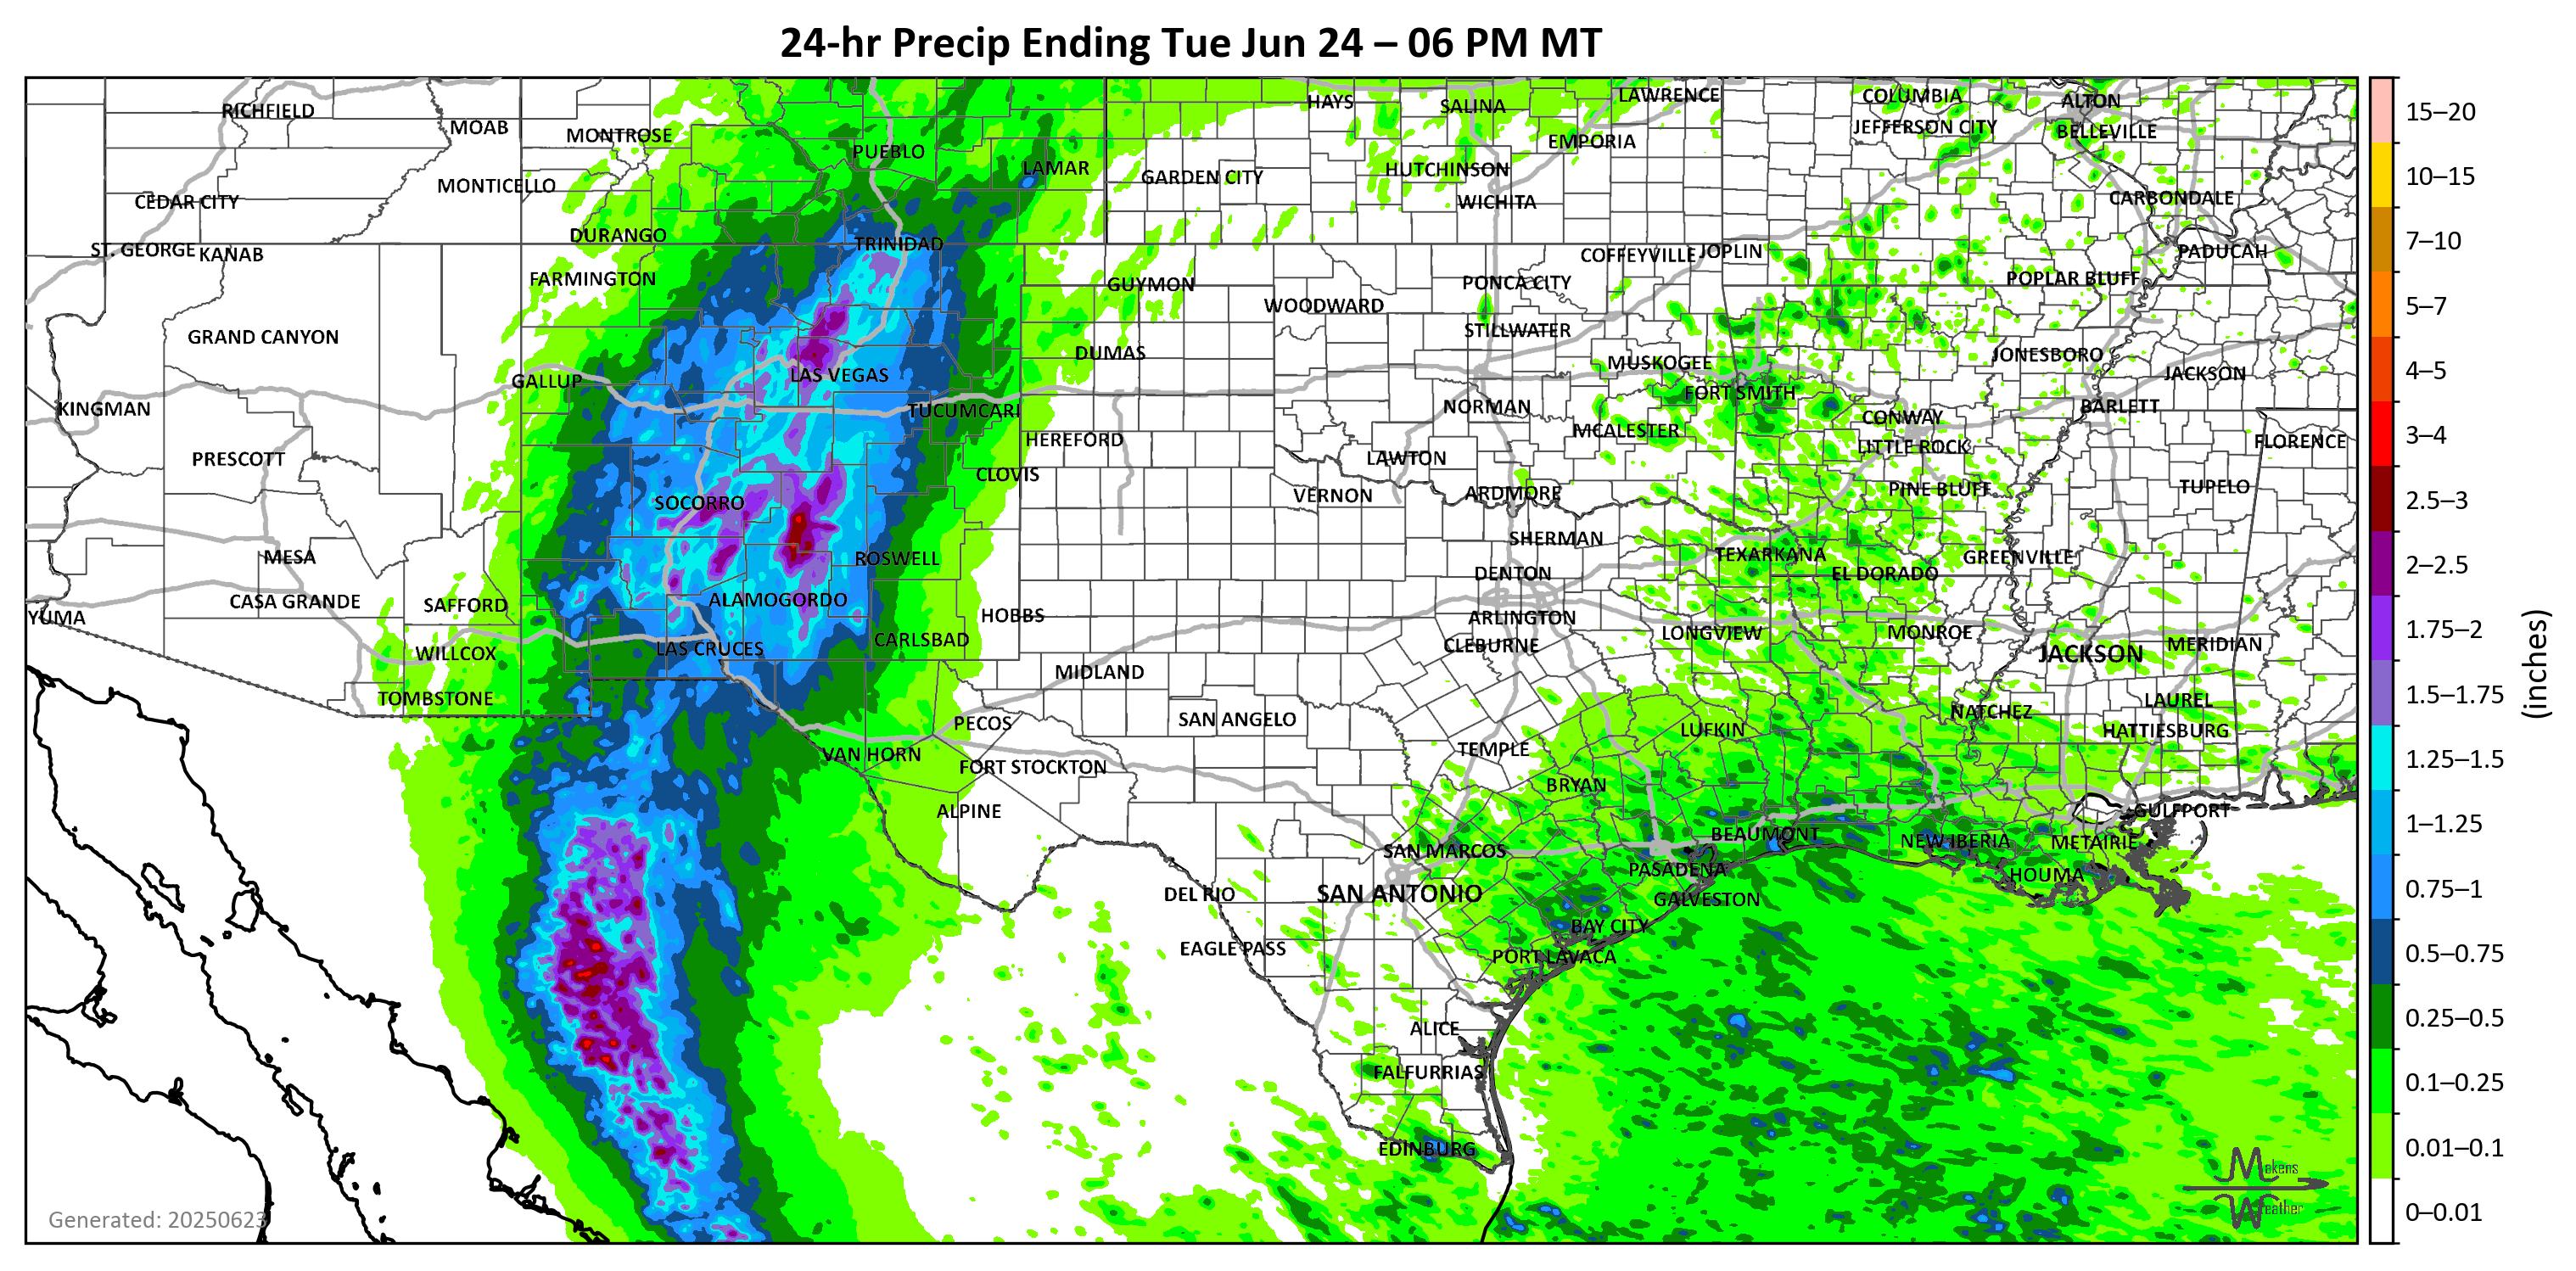 24-hr Precip Ending Tue Jun 24 – 06 PM MT
RICHFIELD
MOAB
MONTROSE
PUEBLO
LAMAR
HAYS
SALINA
LAWRENCE
COLUMBIA
ALTON
JEFFERSON CITY
BELLEVILLE
EMPORIA
HUTCHINSON
GARDEN CITY
MONTICELLO
CEDAR CITY
WICHITA
CARBONDALE
DURANGO
TRINIDAD
ST. GEORGE
KANAB
COFFEYVILLE
JOPLIN
PADUCAH
FARMINGTON
GUYMON
PONCA CITY
POPLAR BLUFF
WOODWARD
STILLWATER
GRAND CANYON
DUMAS
JONESBORO
MUSKOGEE
LAS VEGAS
JACKSON
GALLUP
FORT SMITH
KINGMAN
TUCUMCARI
NORMAN
BARLETT
CONWAY
HEREFORD
MCALESTER
FLORENCE
LITTLE ROCK
PRESCOTT
LAWTON
CLOVIS
TUPELO
PINE BLUFF
VERNON
ARDMORE
SOCORRO
SHERMAN
MESA
ROSWELL
TEXARKANA
GREENVILLE
DENTON
EL DORADO
CASA GRANDE
SAFFORD
ALAMOGORDO
YUMA
HOBBS
ARLINGTON
LONGVIEW
MONROE
CARLSBAD
CLEBURNE
MERIDIAN
WILLCOX
LAS CRUCES
JACKSON
MIDLAND
TOMBSTONE
LAUREL
NATCHEZ
PECOS
SAN ANGELO
LUFKIN
HATTIESBURG
VAN HORN
TEMPLE
FORT STOCKTON
BRYAN
ALPINE
GULFPORT
BEAUMONT
NEW IBERIA
METAIRIE
SAN MARCOS
PASADENA
HOUMA
DEL RIO
SAN ANTONIO
GALVESTON
BAY CITY
EAGLE PASS
PORT LAVACA
ALICE
FALFURRIAS
EDINBURG
Makens
Weather
Generated: 20250623
15–20
10–15
7–10
5–7
4–5
3–4
2.5–3
2–2.5
1.75–2
1.5–1.75
1.25–1.5
1–1.25
0.75–1
0.5–0.75
0.25–0.5
0.1–0.25
0.01–0.1
0–0.01
(inches)